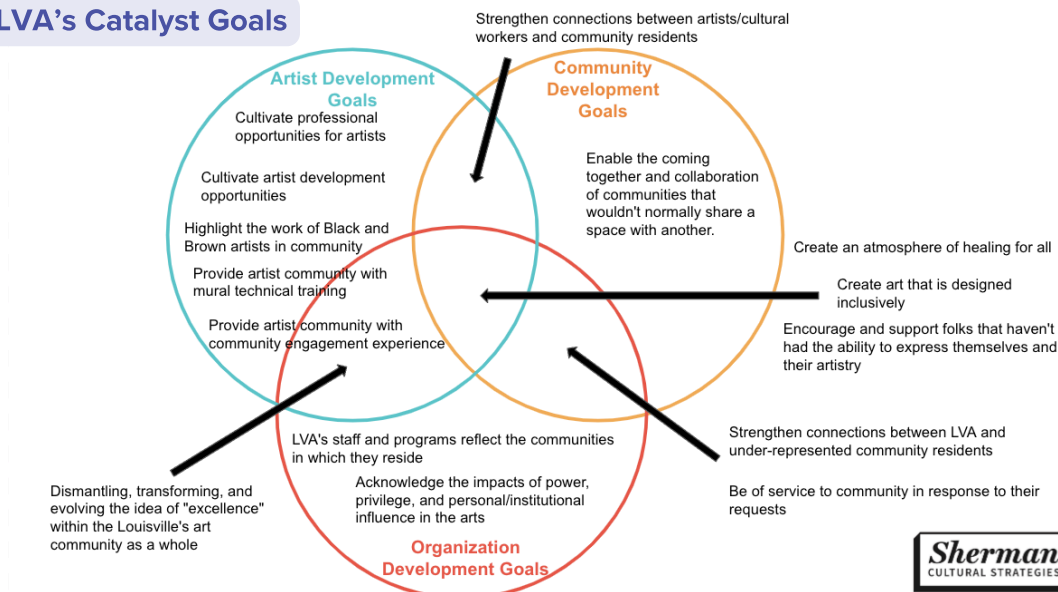 LVA's Catalyst Goals
Strengthen connections between artists/cultural
workers and community residents
Artist Development
Goals
Cultivate professional
opportunities for artists
Cultivate artist development
opportunities
Highlight the work of Black and
Brown artists in community
Provide artist community with
mural technical training
Provide artist community with
community engagement experience
Community
Development
Goals
Enable the coming
together and collaboration
of communities that
wouldn't normally share a
space with another.
Create an atmosphere of healing for all
Create art that is designed
inclusively
Encourage and support folks that haven't
had the ability to express themselves and
their artistry
Strengthen connections between LVA and
under-represented community residents
Be of service to community in response to their
requests
LVA's staff and programs reflect the communities
in which they reside
Acknowledge the impacts of power,
privilege, and personal/institutional
influence in the arts
Organization
Development Goals
Dismantling, transforming, and
evolving the idea of "excellence"
within the Louisville's art
community as a whole
Sherman
CULTURAL STRATEGIES